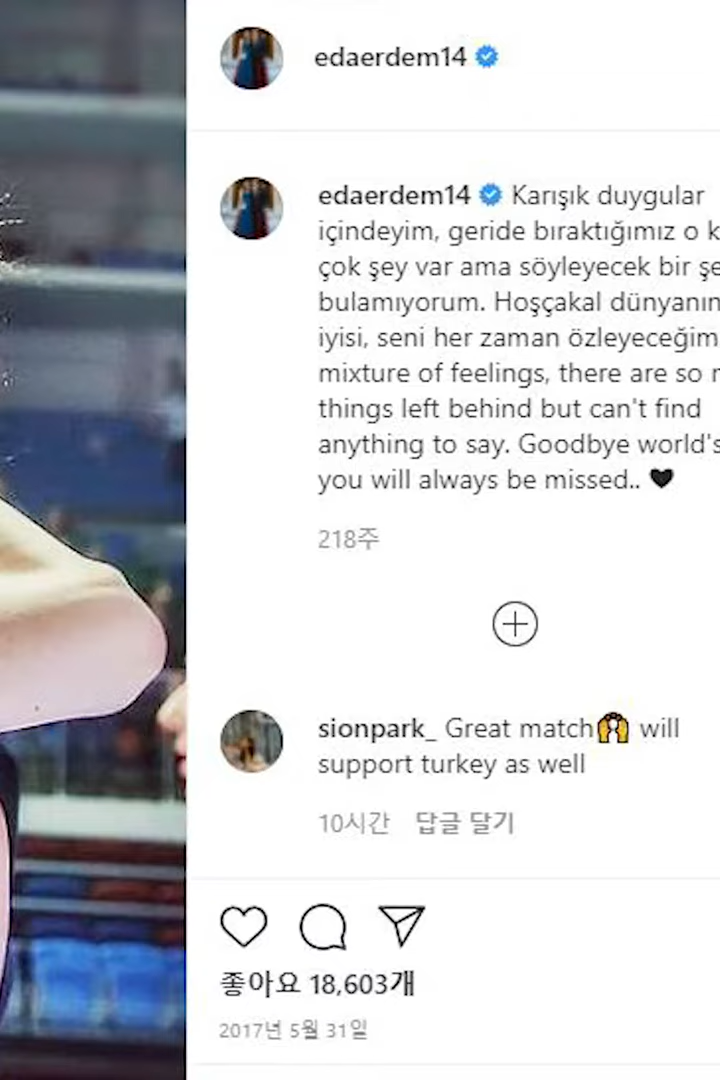 edaerdem14
edaerdem14 Karışık duygular
içindeyim, geride bıraktığımız o k
çok şey var ama söyleyecek bir şe
bulamıyorum. Hoşçakal dünyanın
iyisi, seni her zaman özleyeceğim
mixture of feelings, there are so
things left behind but can't find
anything to say. Goodbye world's
you will always be missed.. 🖤
218주
sionpark_ Great match🙌 will
support turkey as well
10시간 답글 달기
좋아요 18,603개
2017년 5월 31일